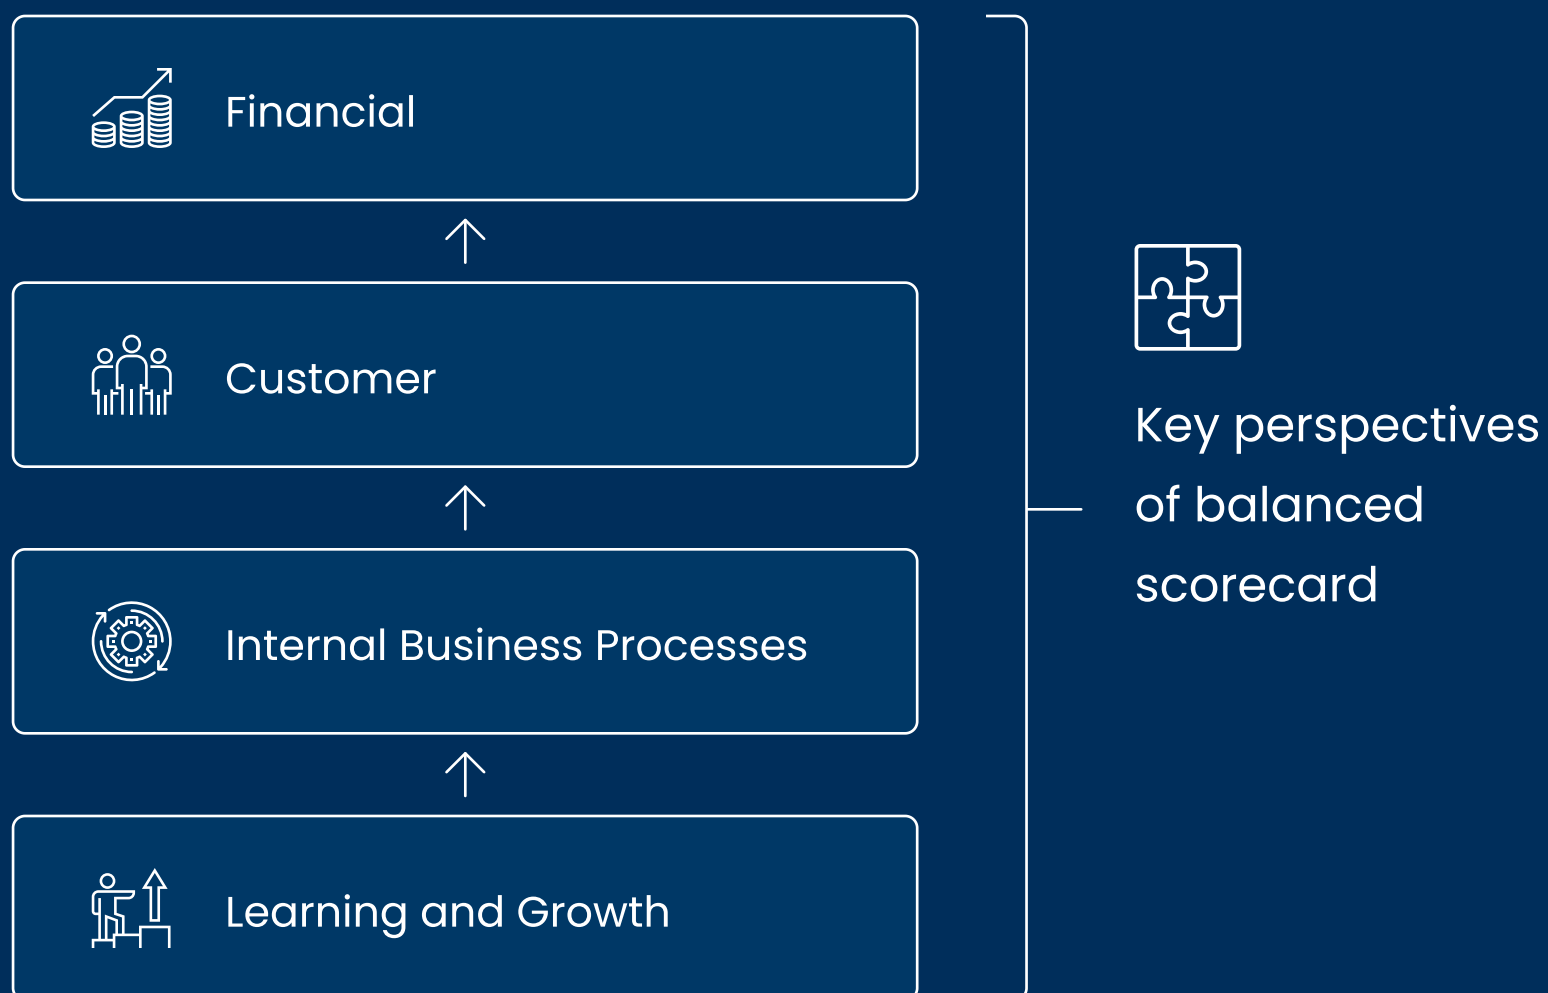 Financial
Customer
Internal Business Processes
Learning and Growth
Key perspectives
of balanced
scorecard